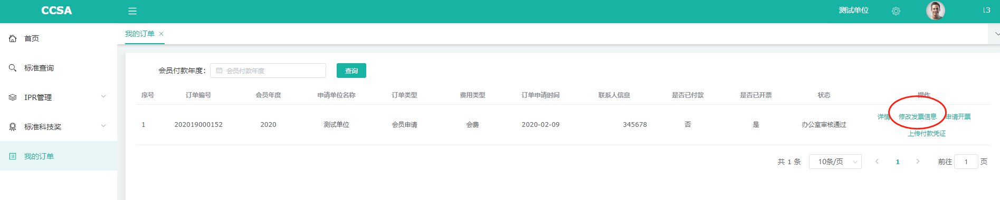 CCSA
测试单位
13
首页
标准查询
IPR管理
标准科技奖
我的订单
我的订单
会员付款年度: 会员付款年度 查询
序号 订单编号 会员年度 申请单位名称 订单类型 费用类型 订单申请时间 联系人信息 是否已付款 是否已开票 状态 操作
1 202019000152 2020 测试单位 会员申请 会费 2020-02-09 345678 否 是 办公室审核通过 详情 修改发票信息 申请开票
上传付款凭证
共 1 条 10条/页 1 前往 1 页